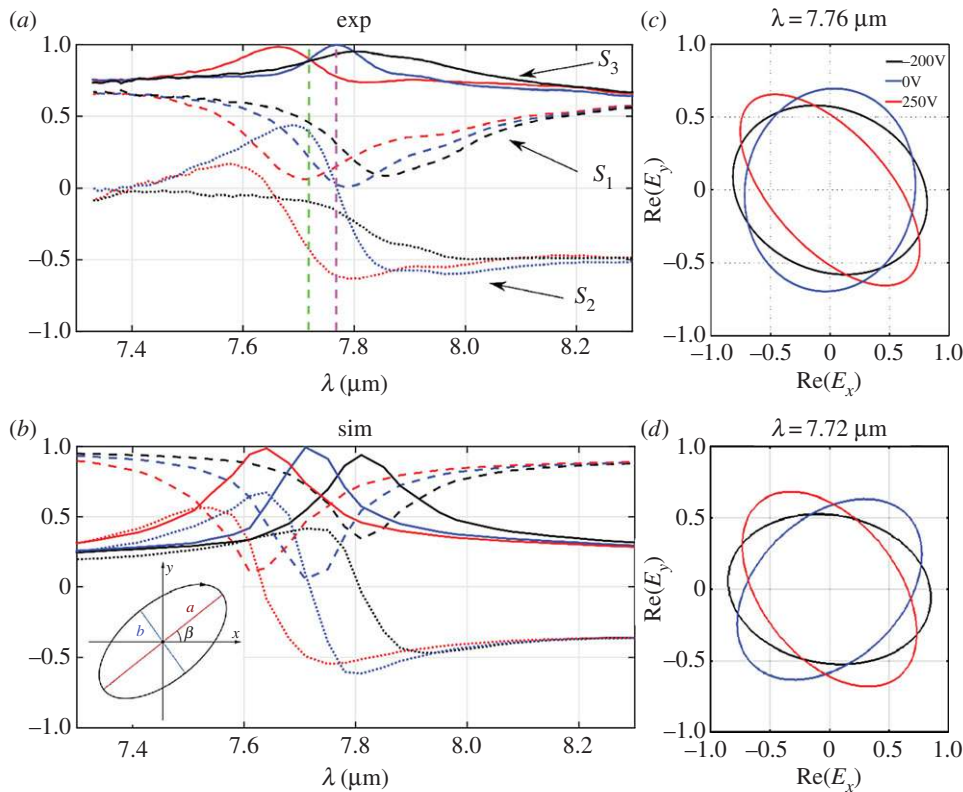 (a) exp
1.0
0.5
0
–0.5
–1.0
S3
S1
S2
7.4 7.6 7.8 8.0 8.2
λ (μm)
(c) λ = 7.76 μm
–200V
0V
250V
1.0
0.5
0
–0.5
–1.0
Re(Ey)
–1.0 –0.5 0 0.5 1.0
Re(Ex)
(b) sim
1.0
0.5
0
–0.5
–1.0
y
a
b
β
x
7.4 7.6 7.8 8.0 8.2
λ (μm)
(d) λ = 7.72 μm
1.0
0.5
0
–0.5
–1.0
Re(Ey)
–1.0 –0.5 0 0.5 1.0
Re(Ex)